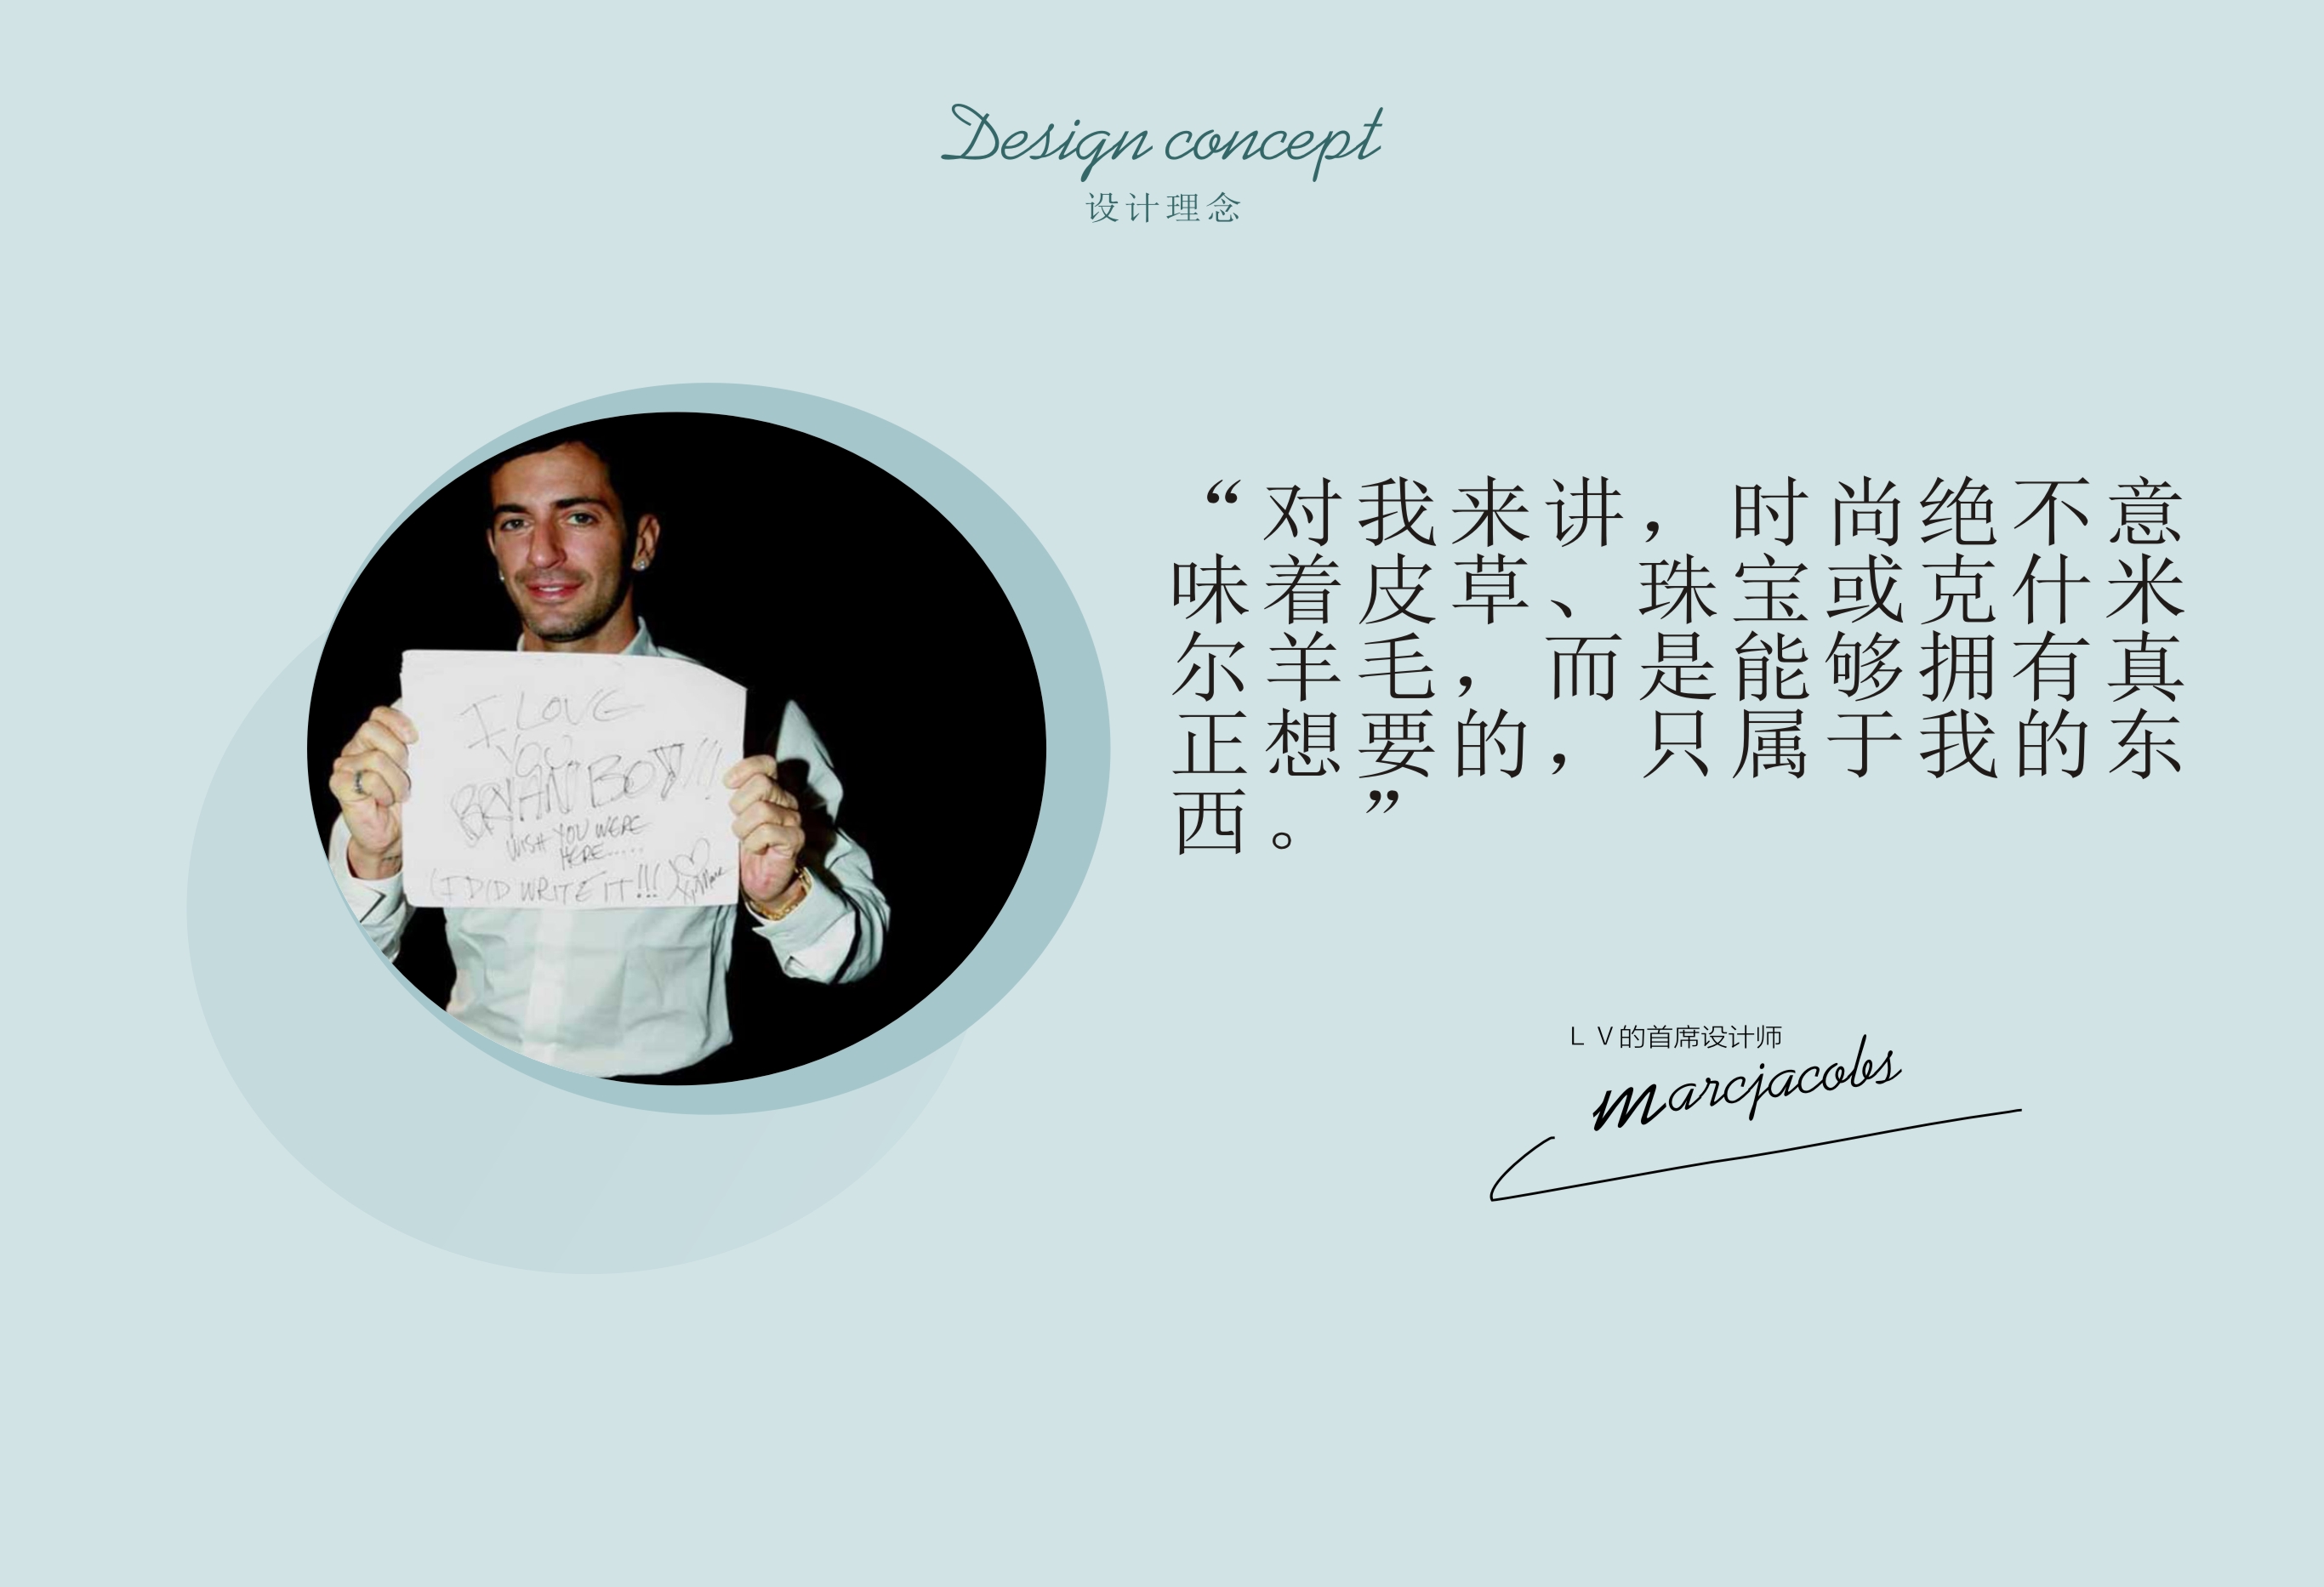 Design concept
设计理念
“对我来讲，时尚绝不意
味着皮草、珠宝或克什米
尔羊毛，而是能够拥有真
正想要的，只属于我的东
西。”
I LOVE
YOU
BRYAN BOY!!!
WISH YOU WERE
HERE.....
(I DID WRITE IT!!!)
Marc
LV的首席设计师
marcjacobs